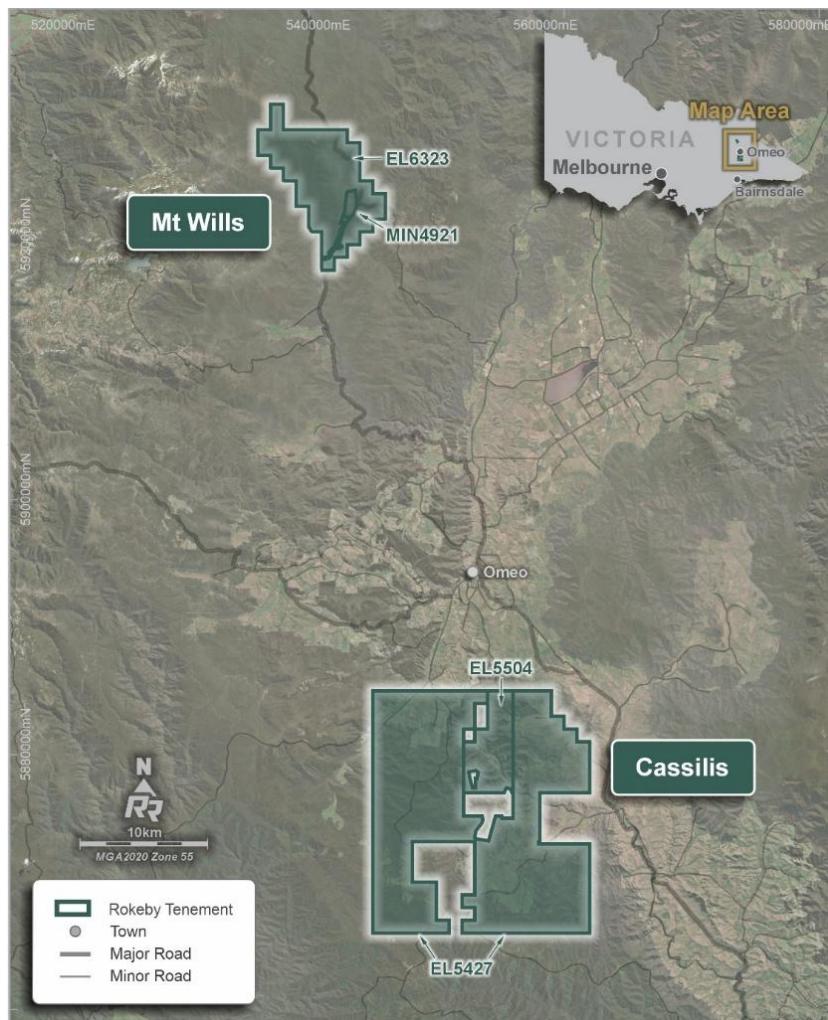 520000mE
540000mE
560000mE
580000mE
Map Area
VICTORIA
Omeo
Melbourne
Bairnsdale
EL6323
Mt Wills
MIN4921
5900000mN
Omeo
EL5504
5880000mN
Cassilis
N
RR
10km
MGA2020 Zone 55
Rokeby Tenement
Town
Major Road
Minor Road
EL5427